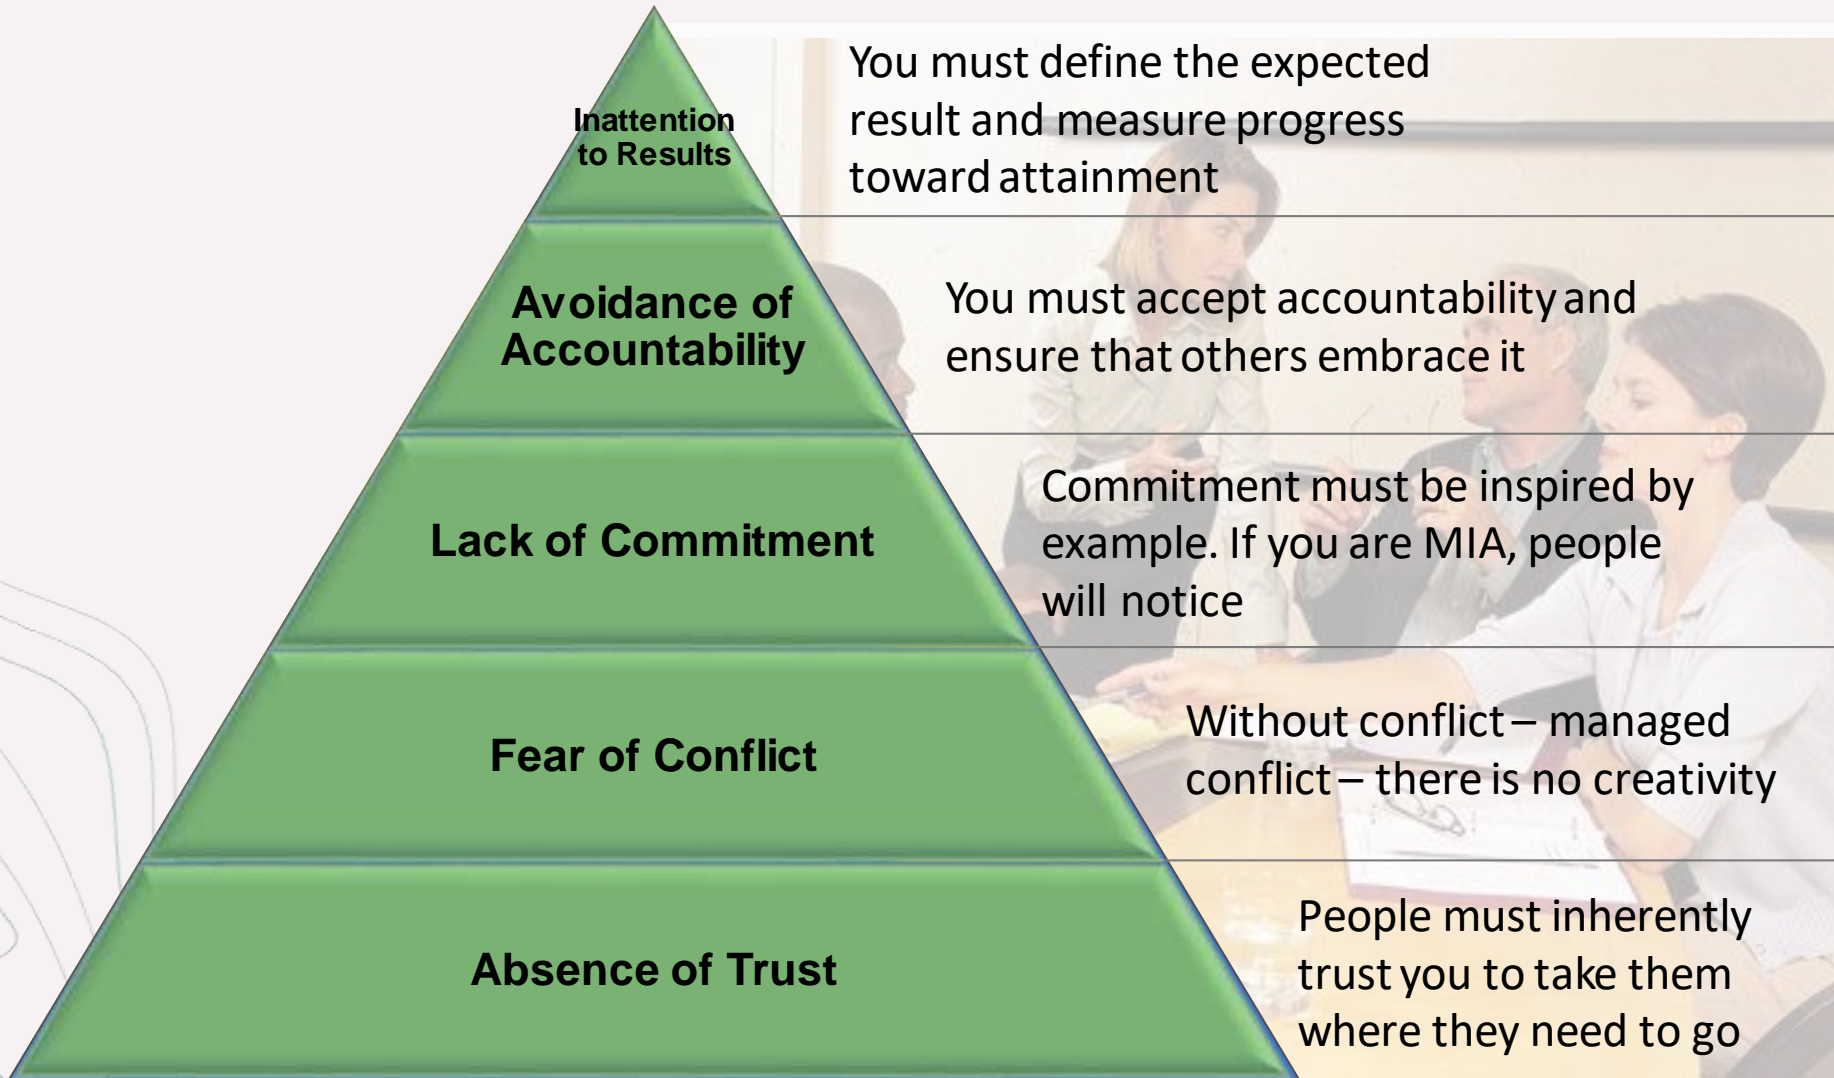 Inattention
to Results
You must define the expected
result and measure progress
toward attainment
Avoidance of
Accountability
You must accept accountability and
ensure that others embrace it
Lack of Commitment
Commitment must be inspired by
example. If you are MIA, people
will notice
Fear of Conflict
Without conflict – managed
conflict – there is no creativity
Absence of Trust
People must inherently
trust you to take them
where they need to go